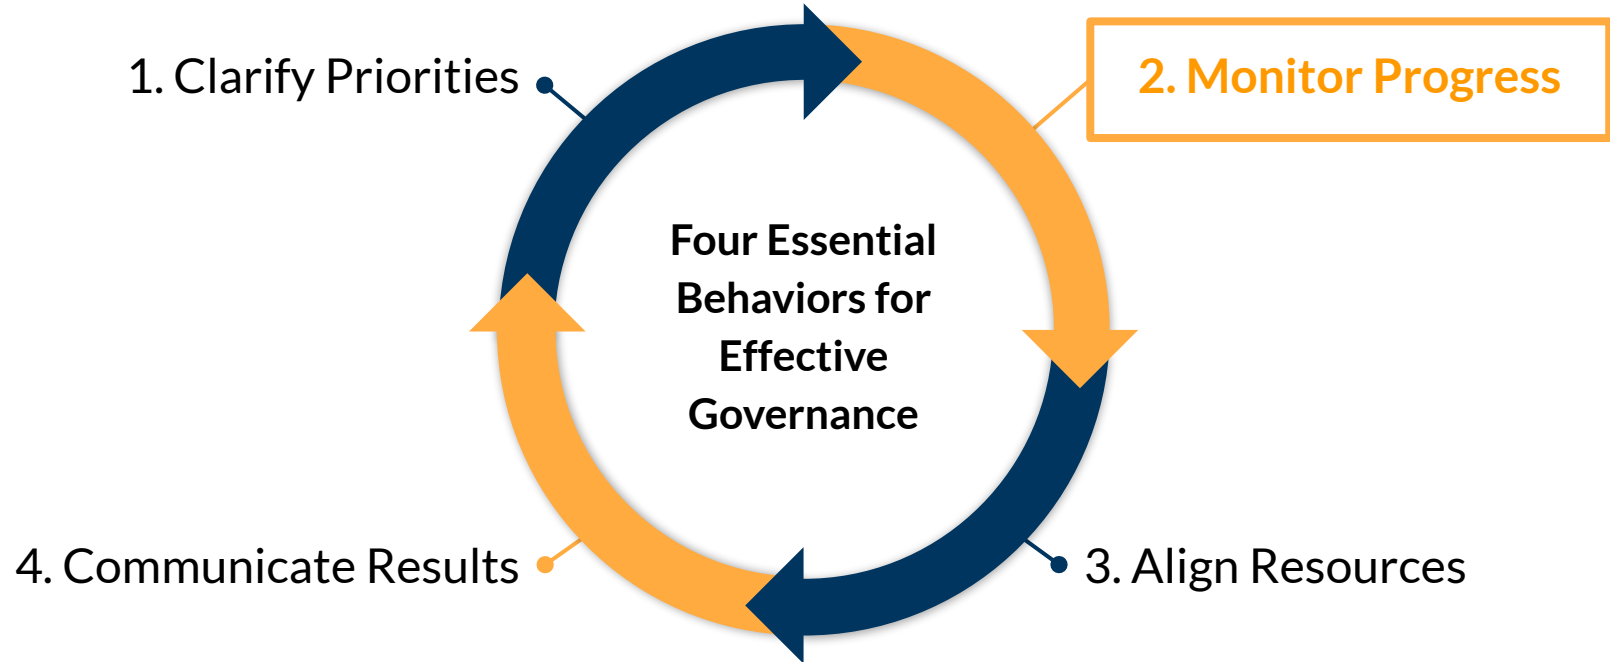 1. Clarify Priorities
2. Monitor Progress
Four Essential
Behaviors for
Effective
Governance
4. Communicate Results
3. Align Resources